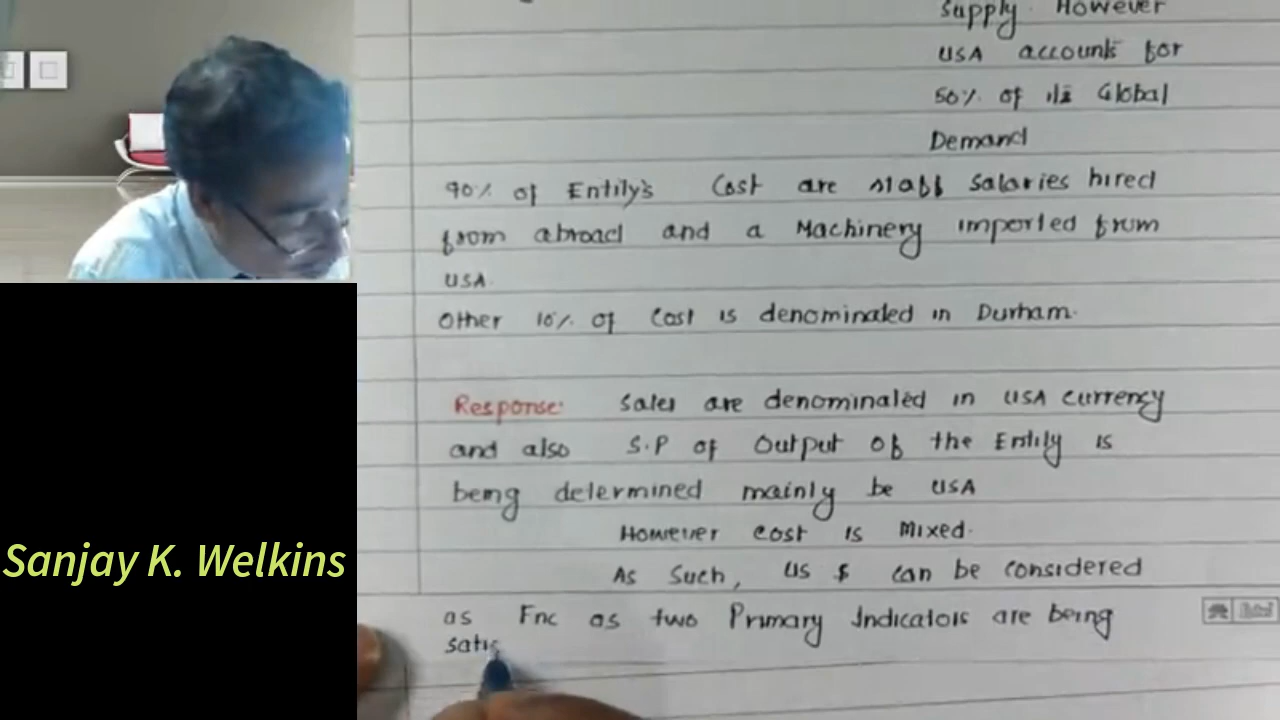 Supply. However
USA accounts for
50% of its Global
Demand
90% of Entity's Cost are staff salaries hired
from abroad and a Machinery imported from
USA.
Other 10% of Cost is denominated in Durham.
Response: Sales are denominated in USA currency
and also S.P of Output of the Entity is
being determined mainly be USA
However cost is Mixed.
As Such, US $ can be considered
as Fnc as two Primary Indicators are being
satis
Sanjay K. Welkins